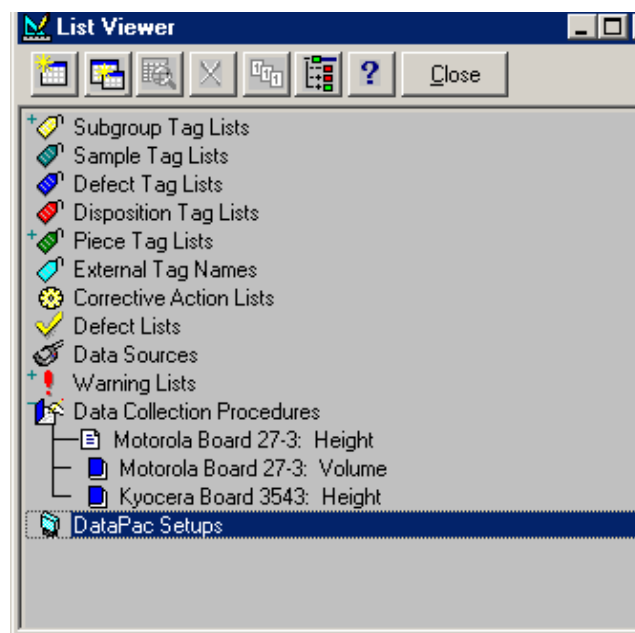 List Viewer
? Close
Subgroup Tag Lists
Sample Tag Lists
Defect Tag Lists
Disposition Tag Lists
Piece Tag Lists
External Tag Names
Corrective Action Lists
Defect Lists
Data Sources
Warning Lists
Data Collection Procedures
Motorola Board 27-3: Height
Motorola Board 27-3: Volume
Kyocera Board 3543: Height
DataPac Setups